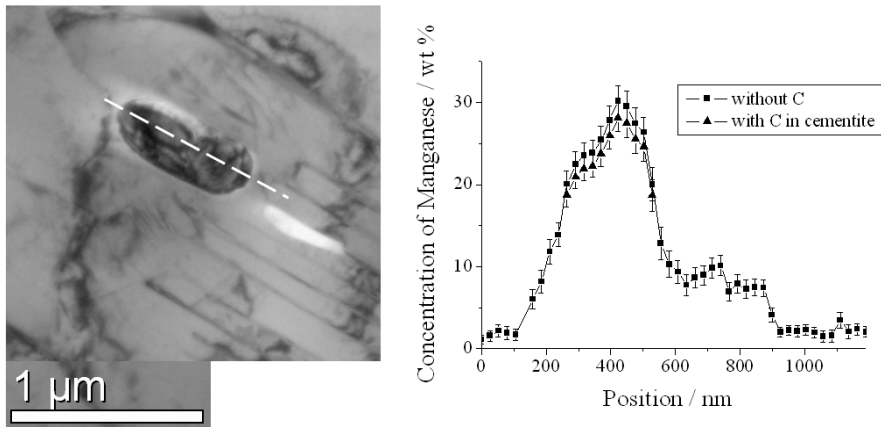 1 µm
Concentration of Manganese / wt %
30
20
10
0
without C
with C in cementite
0
200
400
600
800
1000
Position / nm